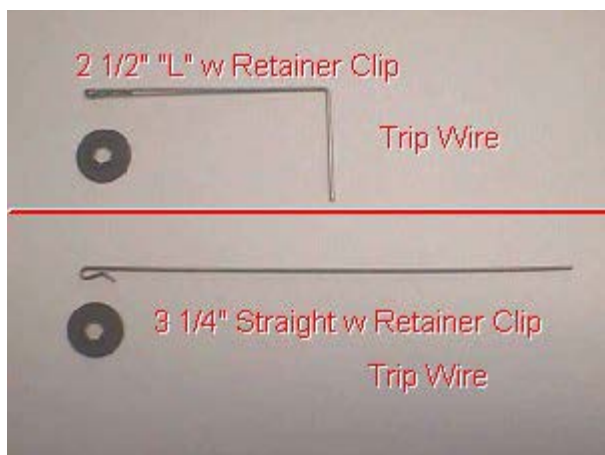 2 1/2" "L" w Retainer Clip
Trip Wire
3 1/4" Straight w Retainer Clip
Trip Wire